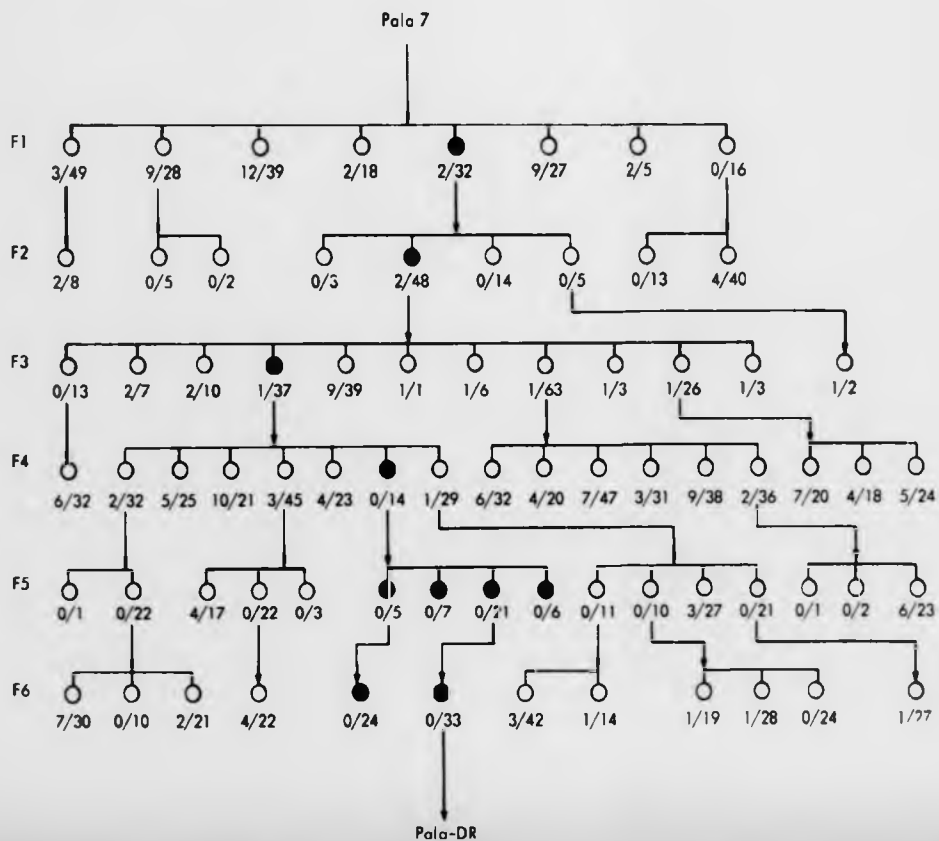 Pala 7
F1
3/49 9/28 12/39 2/18 2/32 9/27 2/5 0/16
F2
2/8 0/5 0/2 0/3 2/48 0/14 0/5 0/13 4/40
F3
0/13 2/7 2/10 1/37 9/39 1/1 1/6 1/63 1/3 1/26 1/3 1/2
F4
6/32 2/32 5/25 10/21 3/45 4/23 0/14 1/29 6/32 4/20 7/47 3/31 9/38 2/36 7/20 4/18 5/24
F5
0/1 0/22 4/17 0/22 0/3 0/5 0/7 0/21 0/6 0/11 0/10 3/27 0/21 0/1 0/2 6/23
F6
7/30 0/10 2/21 4/22 0/24 0/33 3/42 1/14 1/19 1/28 0/24
Pala-DR